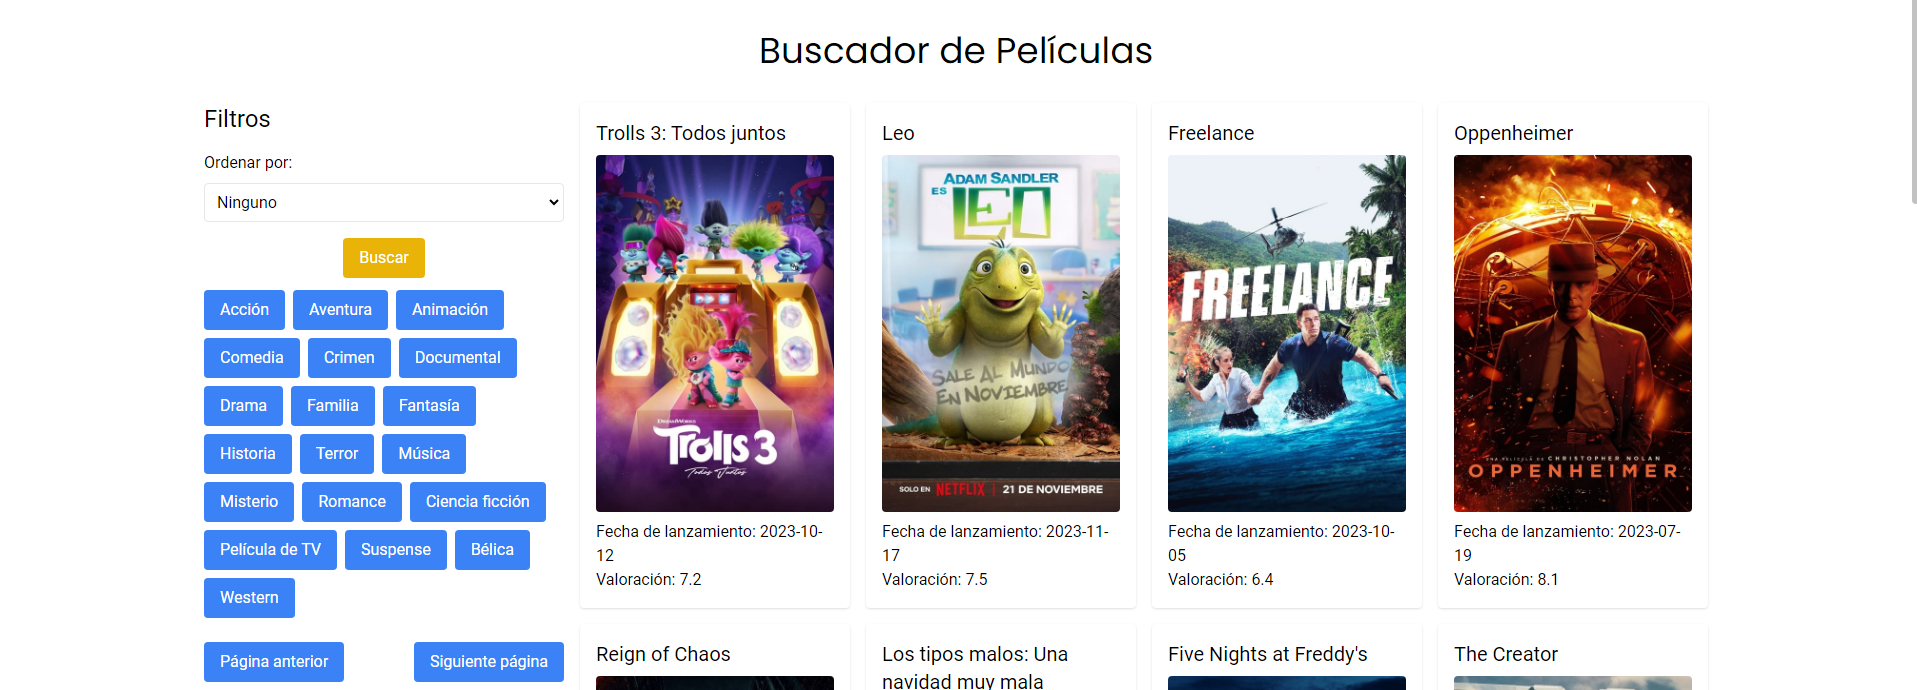 Buscador de Películas
Filtros
Ordenar por:
Ninguno
Buscar
Acción
Aventura
Animación
Comedia
Crimen
Documental
Drama
Familia
Fantasía
Historia
Terror
Música
Misterio
Romance
Ciencia ficción
Película de TV
Suspense
Bélica
Western
Página anterior
Siguiente página
Trolls 3: Todos juntos
DREAMWORKS
Trolls 3
Todos Juntos
Fecha de lanzamiento: 2023-10-
12
Valoración: 7.2
Leo
ADAM SANDLER
ES LEO
SALE AL MUNDO
EN NOVIEMBRE
SOLO EN NETFLIX | 21 DE NOVIEMBRE
Fecha de lanzamiento: 2023-11-
17
Valoración: 7.5
Freelance
FREELANCE
Fecha de lanzamiento: 2023-10-
05
Valoración: 6.4
Oppenheimer
UNA PELÍCULA DE CHRISTOPHER NOLAN
OPPENHEIMER
Fecha de lanzamiento: 2023-07-
19
Valoración: 8.1
Reign of Chaos
Los tipos malos: Una
navidad muy mala
Five Nights at Freddy's
The Creator